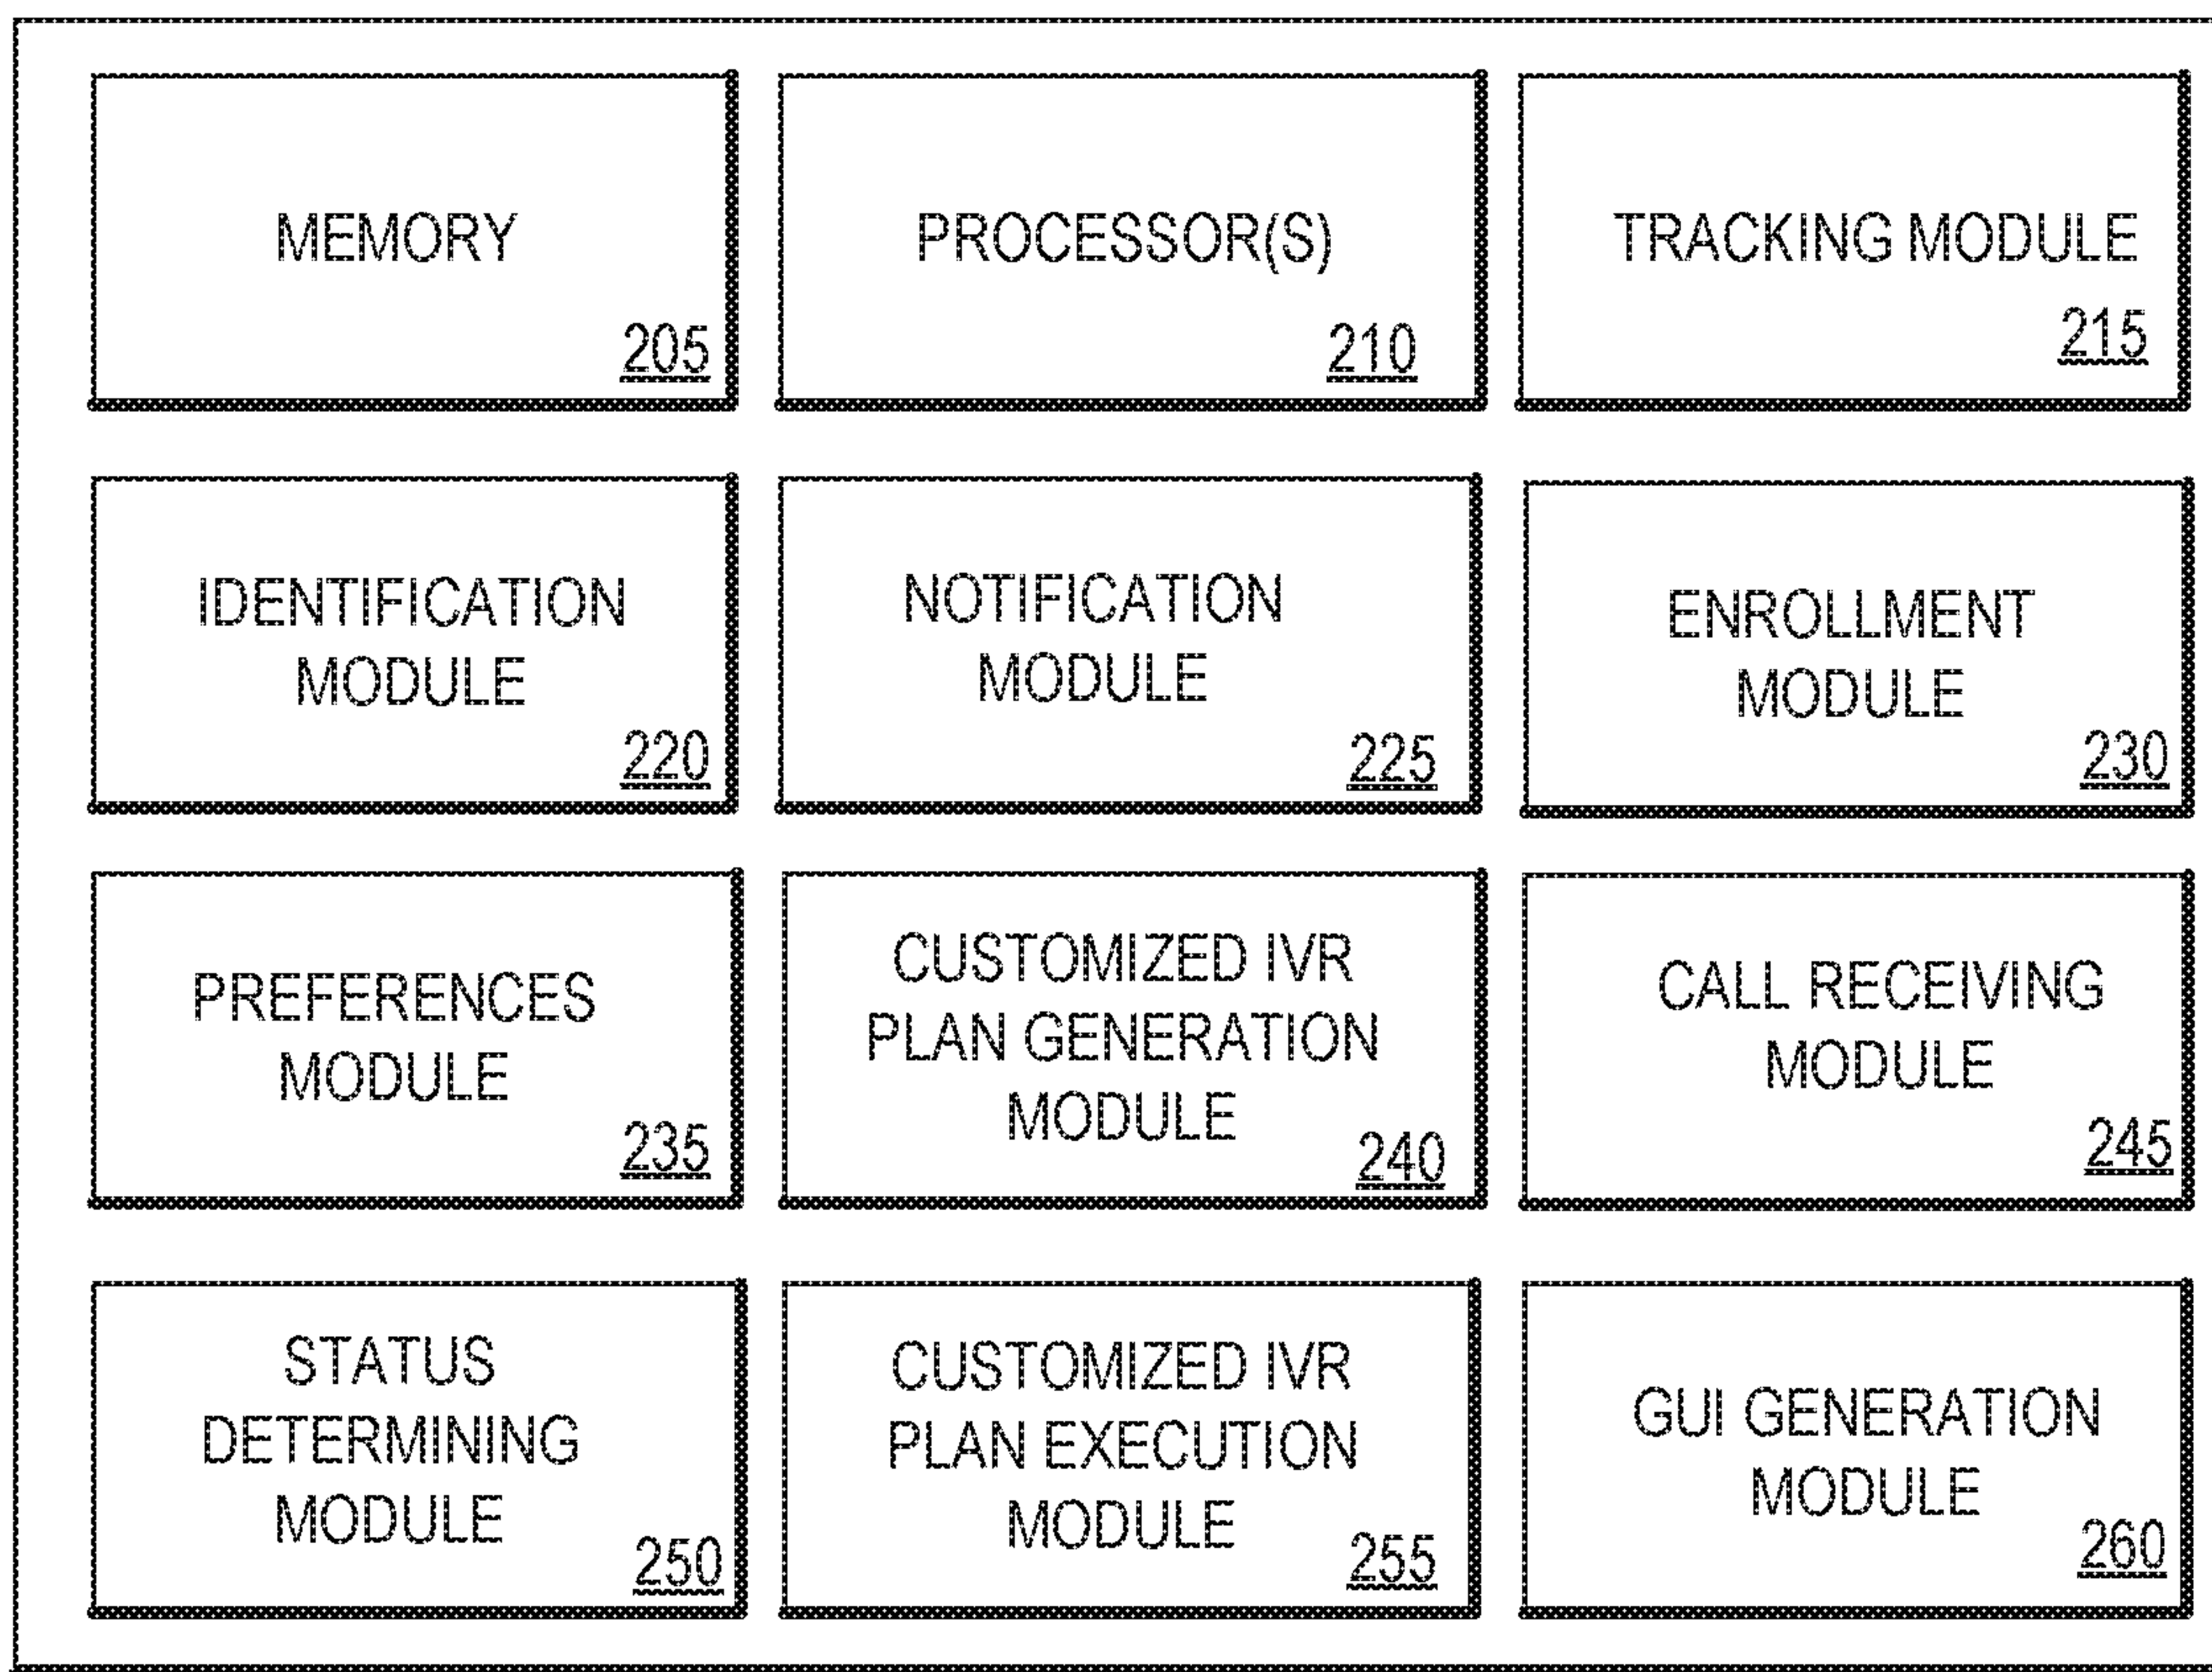 MEMORY
205
PROCESSOR(S)
210
TRACKING MODULE
215
IDENTIFICATION
MODULE
220
NOTIFICATION
MODULE
225
ENROLLMENT
MODULE
230
PREFERENCES
MODULE
235
CUSTOMIZED IVR
PLAN GENERATION
MODULE
240
CALL RECEIVING
MODULE
245
STATUS
DETERMINING
MODULE
250
CUSTOMIZED IVR
PLAN EXECUTION
MODULE
255
GUI GENERATION
MODULE
260